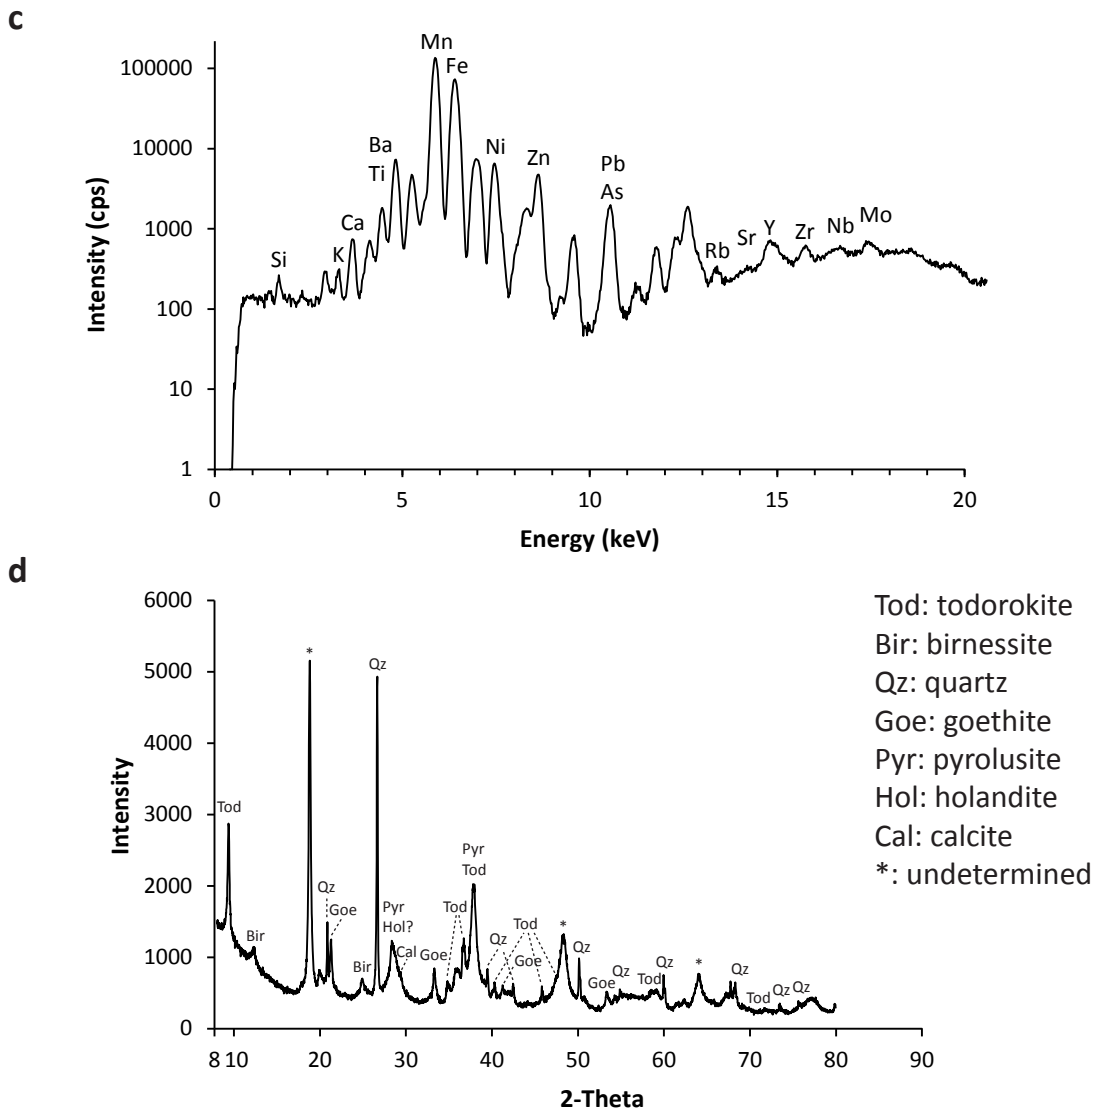 c
Intensity (cps)
100000
10000
1000
100
10
1
Mn
Fe
Ba
Ti
Ni
Zn
Pb
As
Ca
Si
K
Rb
Sr
Y
Zr
Nb
Mo
0
5
10
15
20
Energy (keV)
d
Intensity
6000
5000
4000
3000
2000
1000
0
Tod
Bir
*
Qz
Goe
Bir
Qz
Pyr
Hol?
Cal
Goe
Tod
Pyr
Tod
Qz
Tod
Goe
*
Qz
Goe
Qz
Tod
Qz
*
Qz
Tod
Qz
Qz
8 10 20 30 40 50 60 70 80 90
2-Theta
Tod: todorokite
Bir: birnessite
Qz: quartz
Goe: goethite
Pyr: pyrolusite
Hol: holandite
Cal: calcite
*: undetermined